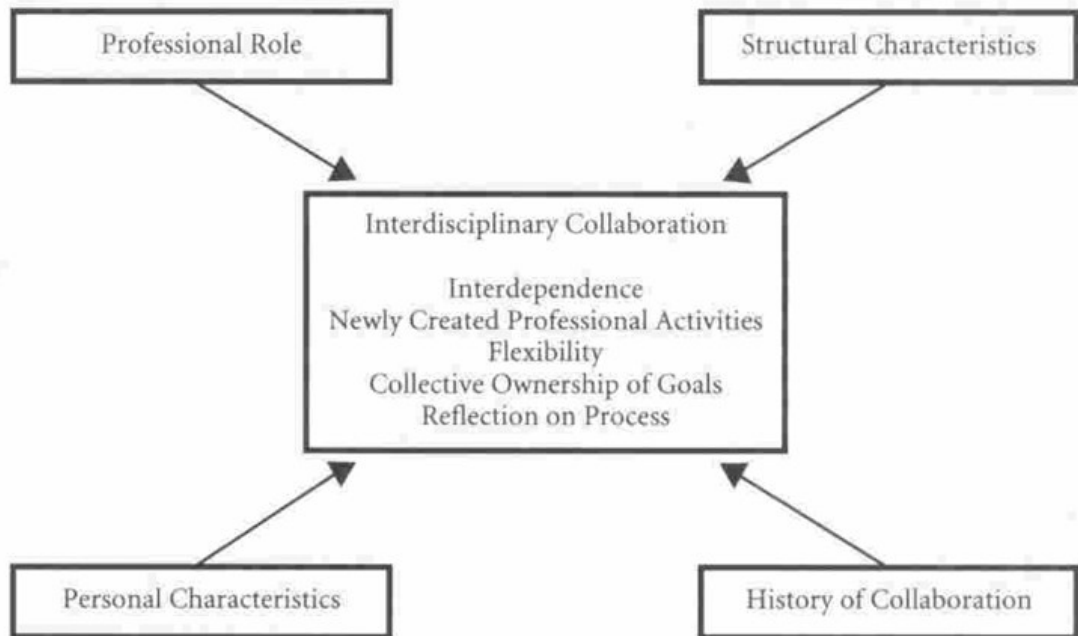 Professional Role
Structural Characteristics
Interdisciplinary Collaboration
Interdependence
Newly Created Professional Activities
Flexibility
Collective Ownership of Goals
Reflection on Process
Personal Characteristics
History of Collaboration